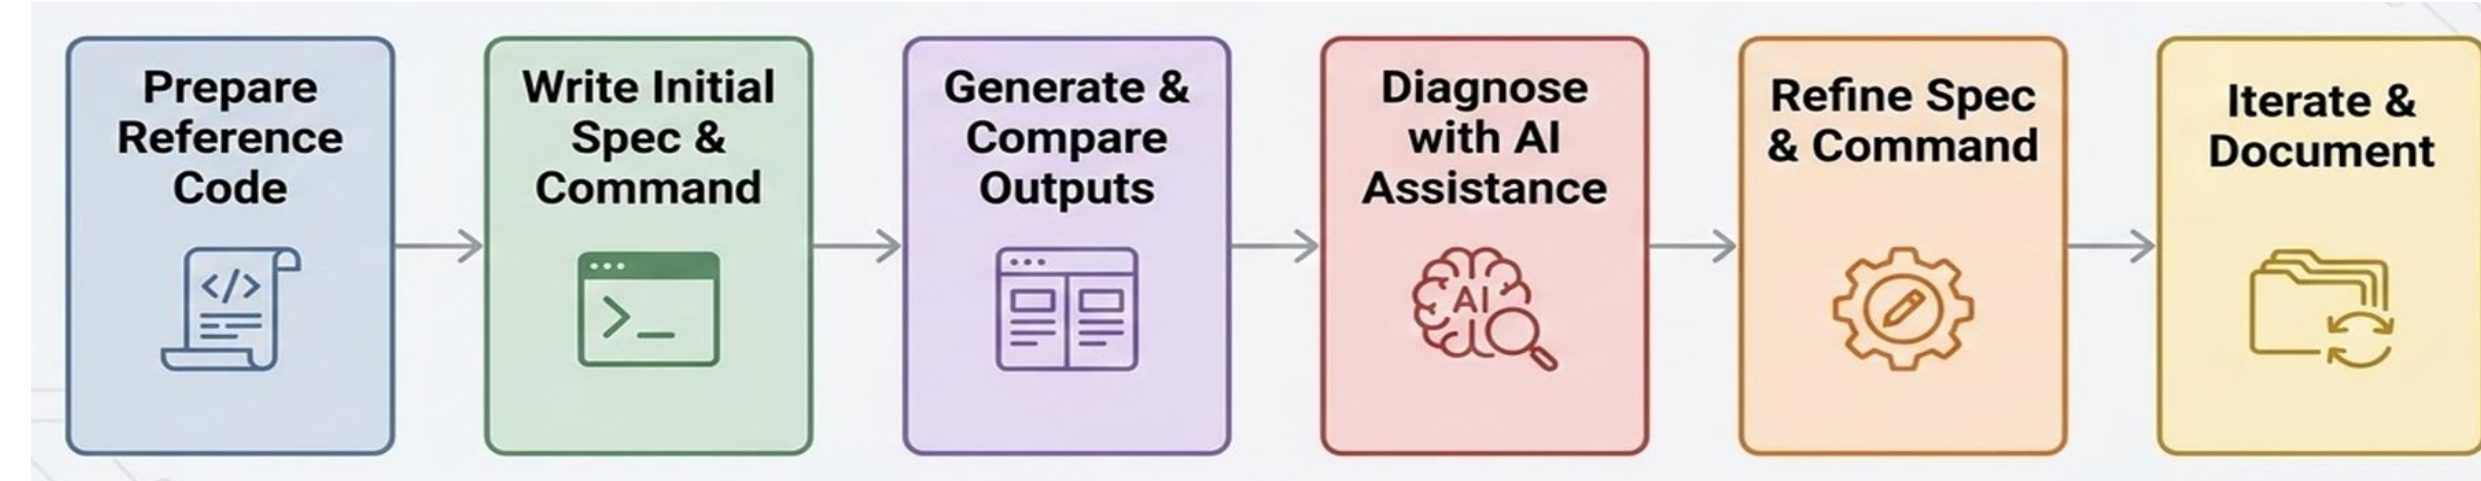 Prepare
Reference
Code
</>
Write Initial
Spec &
Command
>_
Generate &
Compare
Outputs
Diagnose
with AI
Assistance
AI
Refine Spec
& Command
Iterate &
Document